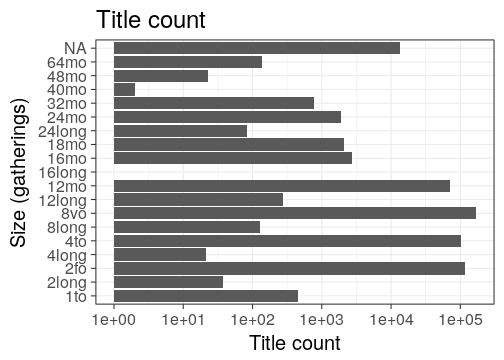 Title count
NA
64mo
48mo
40mo
32mo
24mo
24long
18mo
16mo
16long
12mo
12long
8vo
8long
4to
4long
2fo
2long
1to
Size (gatherings)
1e+00 1e+01 1e+02 1e+03 1e+04 1e+05
Title count